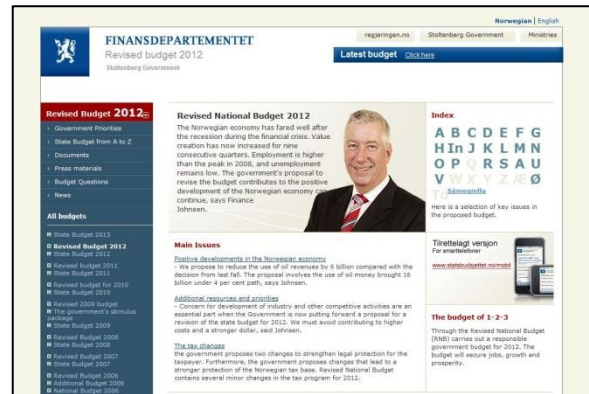 Norwegian | English
FINANSDEPARTEMENTET
Revised budget 2012
Stoltenberg Government
regjeringen.no
Stoltenberg Government
Ministries
Latest budget Click here
Revised Budget 2012
Government Priorities
State Budget from A to Z
Documents
Press materials
Budget Questions
News
All budgets
State Budget 2013
Revised Budget 2012
State Budget 2012
Revised budget 2011
State Budget 2011
Revised budget for 2010
State Budget 2010
Revised 2009 budget
The government's stimulus
package
State Budget 2009
Revised Budget 2008
State Budget 2008
Revised Budget 2007
State Budget 2007
Revised Budget 2006
Additional Budget 2006
National Budget 2006
Revised National Budget 2012
The Norwegian economy has fared well after
the recession during the financial crisis. Value
creation has now increased for nine
consecutive quarters. Employment is higher
than the peak in 2008, and unemployment
remains low. The government's proposal to
revise the budget contributes to the positive
development of the Norwegian economy can
continue, says Finance
Johnsen.
Main Issues
Positive developments in the Norwegian economy
- We propose to reduce the use of oil revenues by 6 billion compared with the
decision from last fall. The proposal involves the use of oil money brought 16
billion under 4 per cent path, says Johnsen.
Additional resources and priorities
- Concern for development of industry and other competitive activities are an
essential part when the Government is now putting forward a proposal for a
revision of the state budget for 2012. We must avoid contributing to higher
costs and a stronger dollar, said Johnsen.
The tax changes
the government proposes two changes to strengthen legal protection for the
taxpayer. Furthermore, the government proposes changes that lead to a
stronger protection of the Norwegian tax base. Revised National Budget
contains several minor changes in the tax program for 2012.
Index
A B C D E F G
H In J K L M N
O P Q R S A U
V W X Y Z Æ Ø
To Sámegiella
Here is a selection of key issues in
the proposed budget.
Tilrettelagt versjon
For smarttelefoner
www.statsbudsjettet.no/mobil
The budget of 1-2-3
Through the Revised National Budget
(RNB) carries out a responsible
government budget for 2012. The
budget will secure jobs, growth and
prosperity.